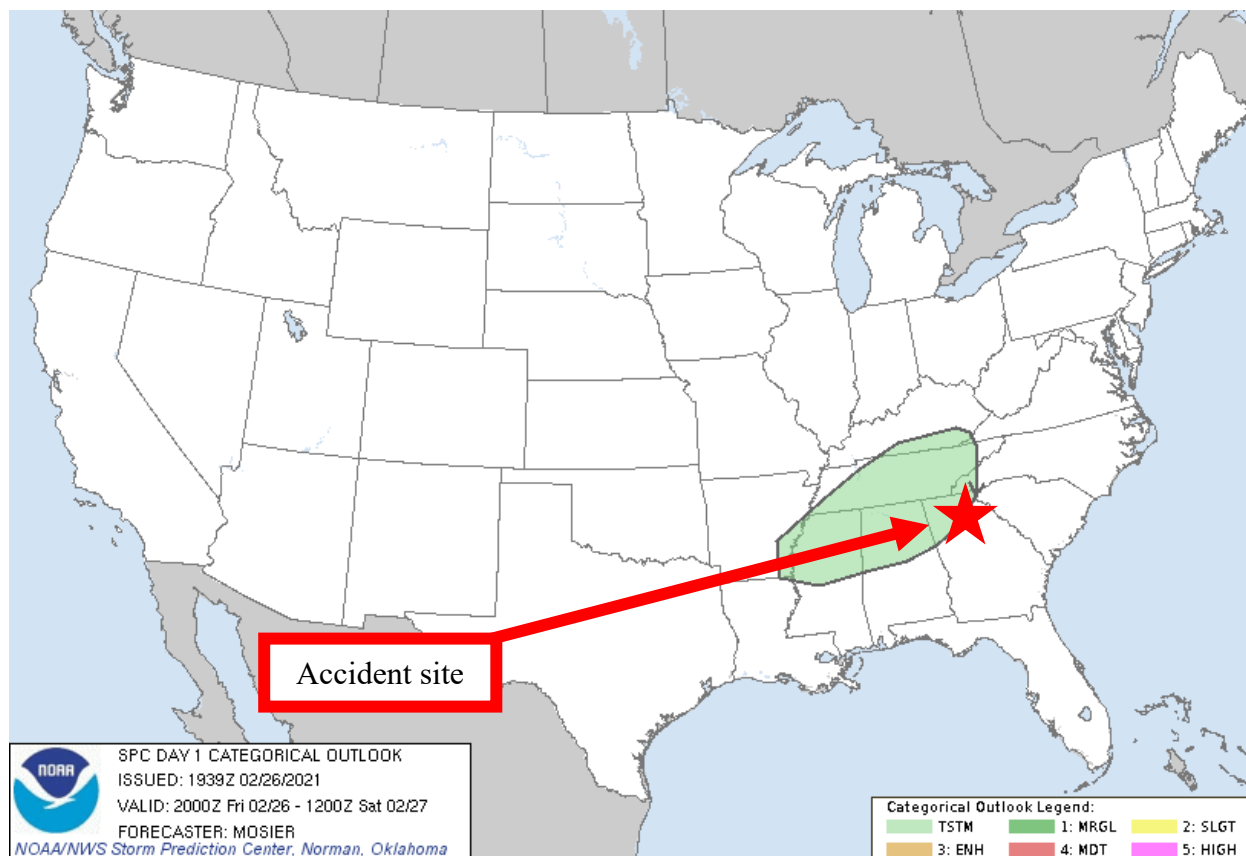 Accident site
NOAA
SPC DAY 1 CATEGORICAL OUTLOOK
ISSUED: 1939Z 02/26/2021
VALID: 2000Z Fri 02/26 - 1200Z Sat 02/27
FORECASTER: MOSIER
NOAA/NWS Storm Prediction Center, Norman, Oklahoma
Categorical Outlook Legend:
TSTM 1: MRGL 2: SLGT
3: ENH 4: MDT 5: HIGH